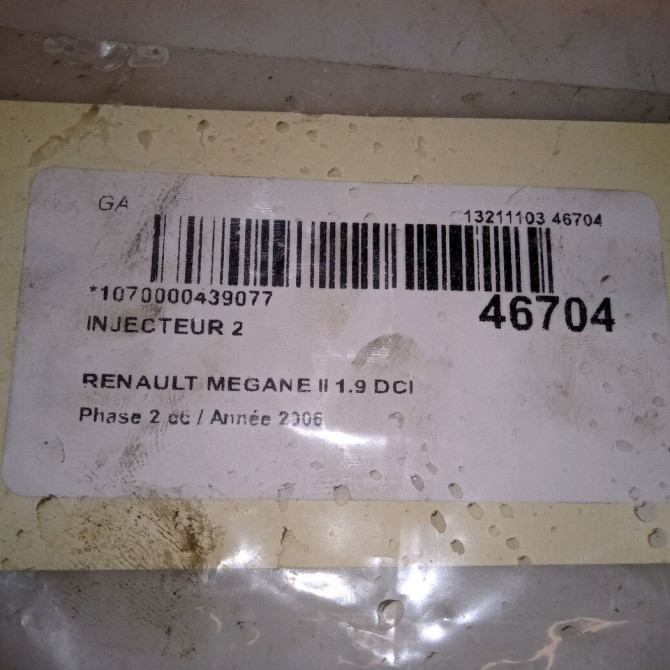 GA
13211103 46704
*1070000439077
46704
INJECTEUR 2
RENAULT MEGANE II 1.9 DCI
Phase 2 cc / Année 2006